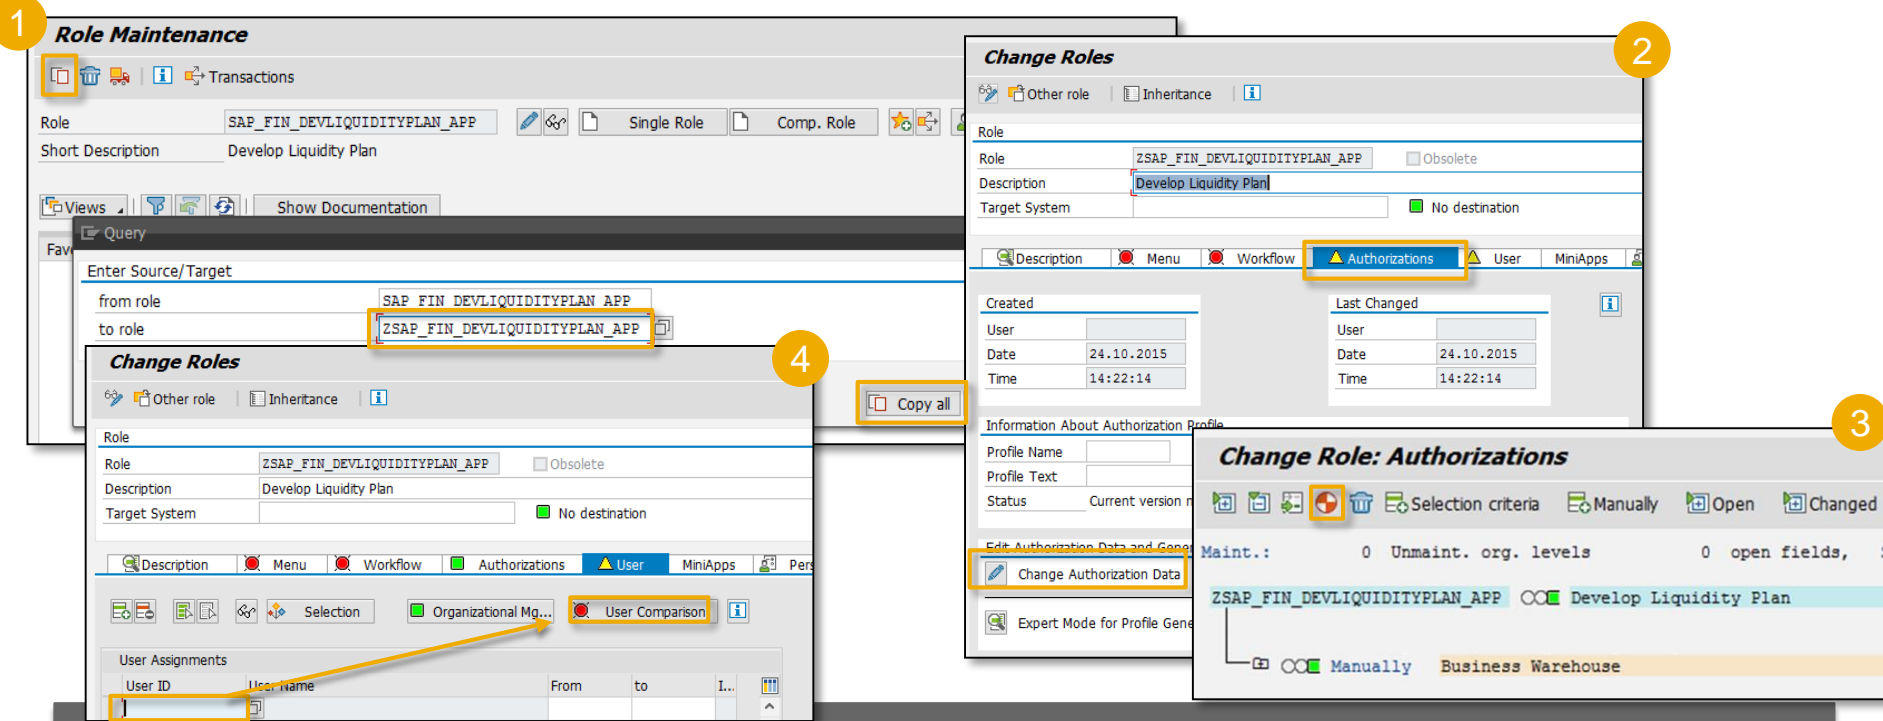 1
Role Maintenance
Transactions
Role SAP_FIN_DEVLIQUIDITYPLAN_APP Single Role Comp. Role
Short Description Develop Liquidity Plan
Views Show Documentation
Query
Enter Source/Target
from role SAP_FIN_DEVLIQUIDITYPLAN_APP
to role ZSAP_FIN_DEVLIQUIDITYPLAN_APP
Copy all
2
Change Roles
Other role Inheritance
Role
Role ZSAP_FIN_DEVLIQUIDITYPLAN_APP Obsolete
Description Develop Liquidity Plan
Target System No destination
Description Menu Workflow Authorizations User MiniApps
Created Last Changed
User User
Date 24.10.2015 Date 24.10.2015
Time 14:22:14 Time 14:22:14
Information About Authorization Profile
Profile Name
Profile Text
Status Current version
Edit Authorization Data and
Change Authorization Data
Expert Mode for Profile
3
Change Role: Authorizations
Selection criteria Manually Open Changed
Maint.: 0 Unmaint. org. levels 0 open fields,
ZSAP_FIN_DEVLIQUIDITYPLAN_APP Develop Liquidity Plan
Manually Business Warehouse
4
Change Roles
Other role Inheritance
Role
Role ZSAP_FIN_DEVLIQUIDITYPLAN_APP Obsolete
Description Develop Liquidity Plan
Target System No destination
Description Menu Workflow Authorizations User MiniApps Pers
Selection Organizational Mg... User Comparison
User Assignments
User ID User Name From to I...